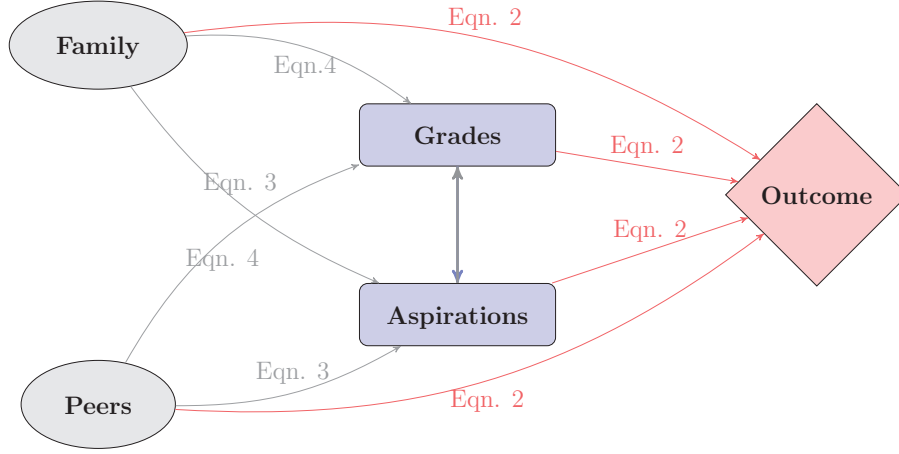 Eqn. 2
Family
Eqn.4
Grades
Eqn. 2
Eqn. 3
Outcome
Eqn. 2
Eqn. 4
Aspirations
Eqn. 3
Eqn. 2
Peers